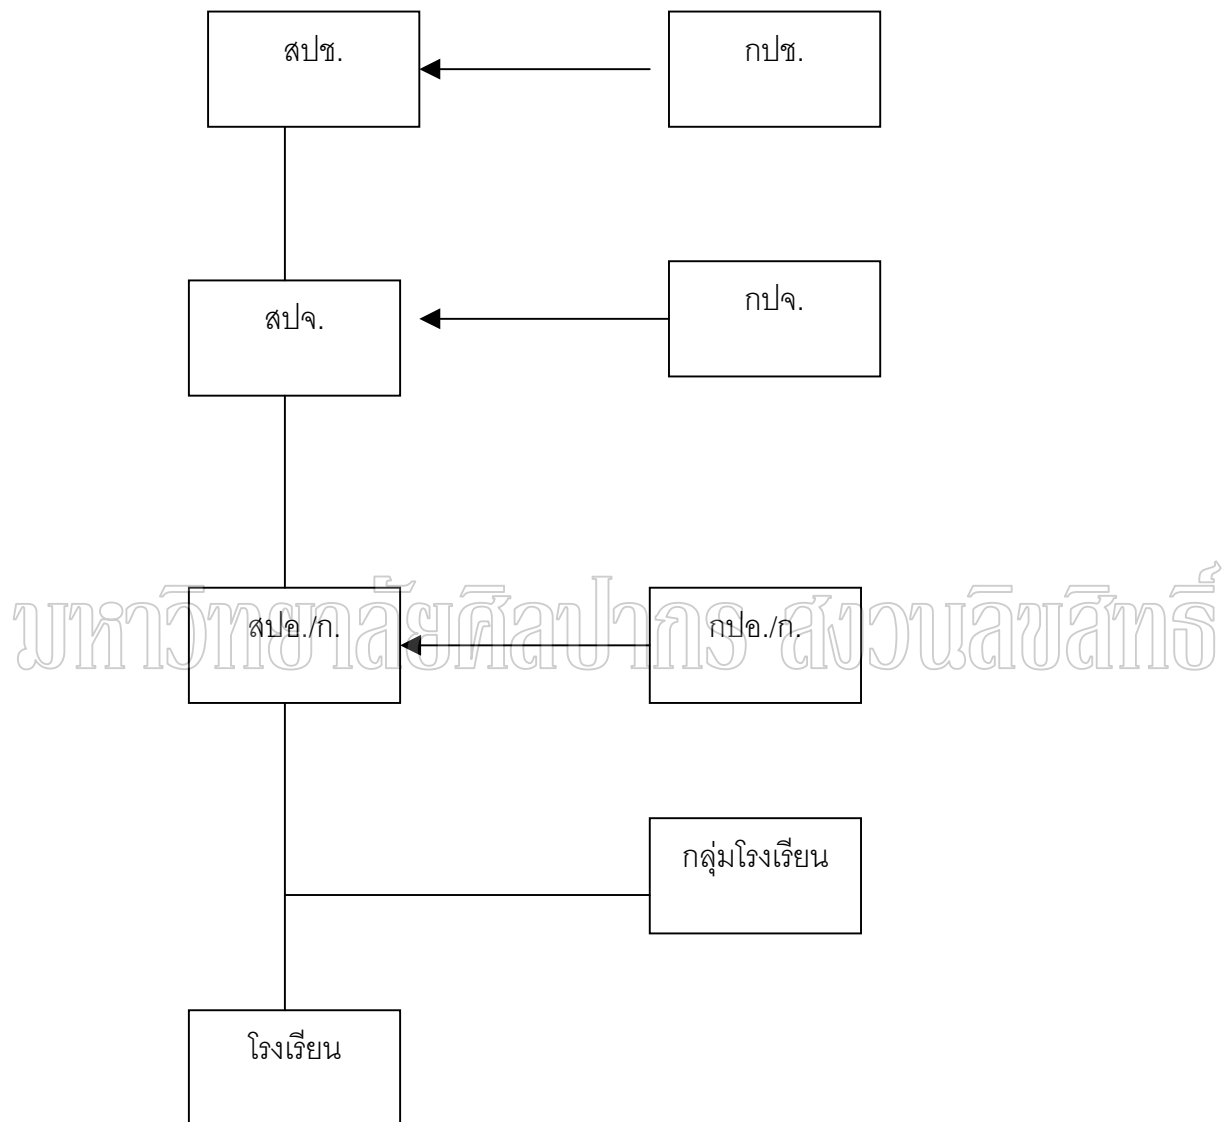 สปช.
กปช.
สปจ.
กปจ.
มหาวิทยาลัยศิลปากร สงวนลิขสิทธิ์
สปอ./ก.
กปอ./ก.
กลุ่มโรงเรียน
โรงเรียน